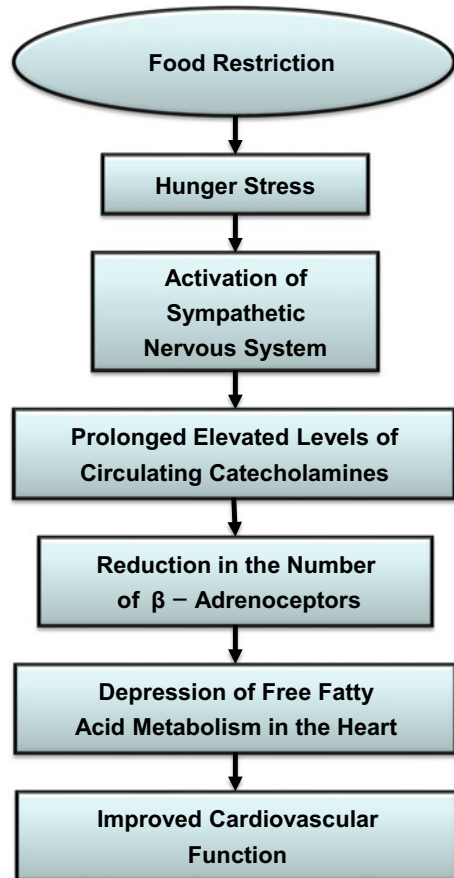 Food Restriction
Hunger Stress
Activation of
Sympathetic
Nervous System
Prolonged Elevated Levels of
Circulating Catecholamines
Reduction in the Number
of β – Adrenoceptors
Depression of Free Fatty
Acid Metabolism in the Heart
Improved Cardiovascular
Function